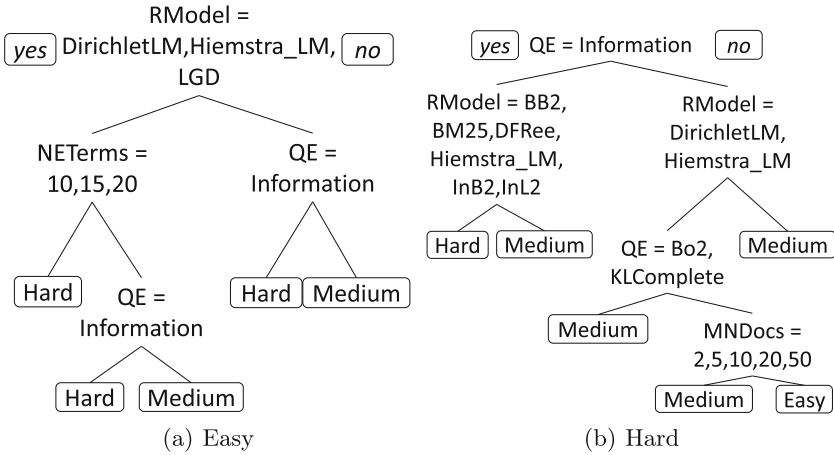 RModel =
yes DirichletLM,Hiemstra_LM, no
LGD
NETerms =
10,15,20
QE =
Information
Hard
QE =
Information
Hard Medium
Hard Medium
(a) Easy
yes QE = Information no
RModel = BB2,
BM25,DFRee,
Hiemstra_LM,
InB2,InL2
RModel =
DirichletLM,
Hiemstra_LM
Hard Medium
QE = Bo2,
KLComplete
Medium
Medium
MNDocs =
2,5,10,20,50
Medium Easy
(b) Hard